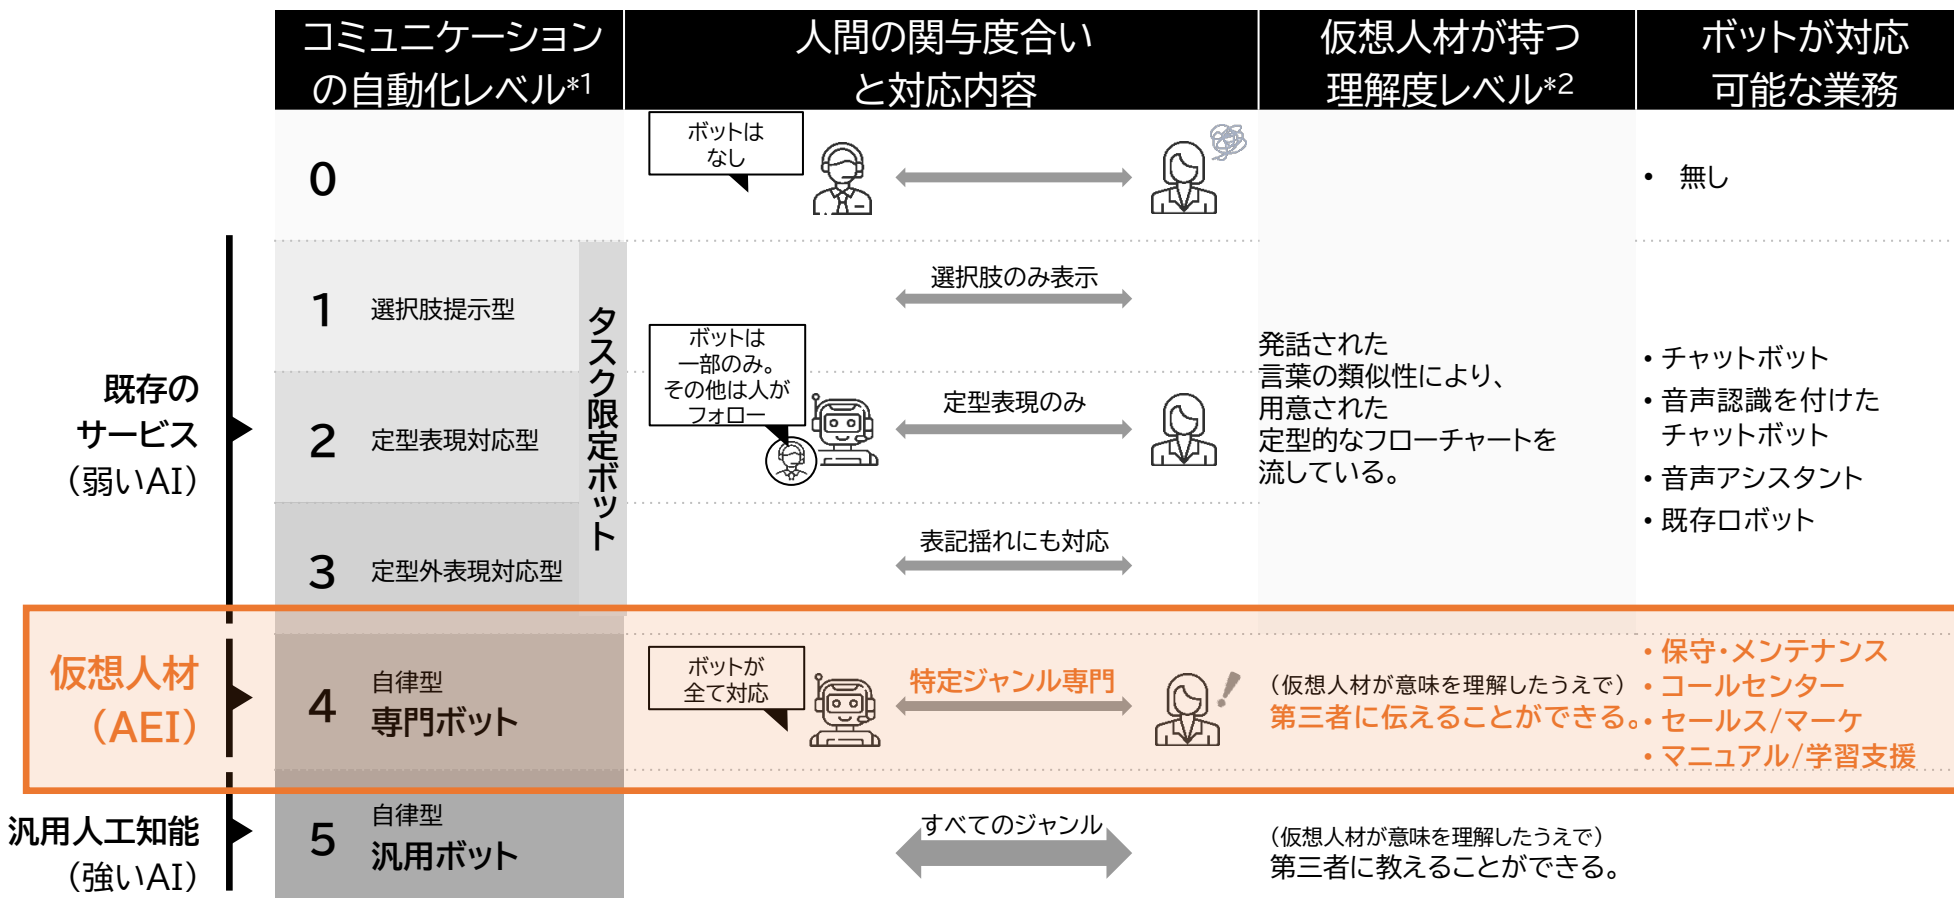 コミュニケーション
の自動化レベル*1
人間の関与度合い
と対応内容
仮想人材が持つ
理解度レベル*2
ボットが対応
可能な業務
0
ボットは
なし
• 無し
既存の
サービス
（弱いAI）
1 選択肢提示型
2 定型表現対応型
3 定型外表現対応型
タスク限定ボット
ボットは
一部のみ。
その他は人が
フォロー
選択肢のみ表示
定型表現のみ
表記揺れにも対応
発話された
言葉の類似性により、
用意された
定型的なフローチャートを
流している。
• チャットボット
• 音声認識を付けた
チャットボット
• 音声アシスタント
• 既存ロボット
仮想人材
（AEI）
4 自律型
専門ボット
ボットが
全て対応
特定ジャンル専門
（仮想人材が意味を理解したうえで）
第三者に伝えることができる。
• 保守・メンテナンス
• コールセンター
• セールス/マーケ
• マニュアル/学習支援
汎用人工知能
（強いAI）
5 自律型
汎用ボット
すべてのジャンル
（仮想人材が意味を理解したうえで）
第三者に教えることができる。